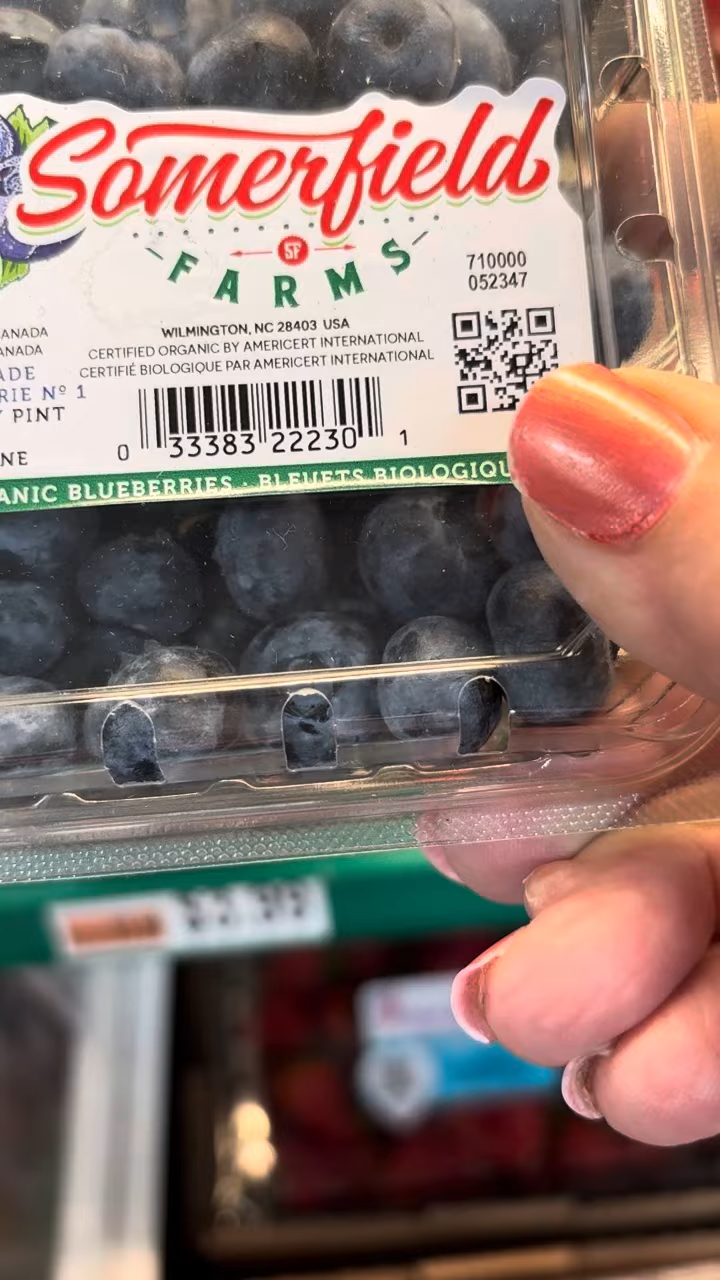 Somerfield
SF
FARMS
710000
052347
WILMINGTON, NC 28403 USA
CERTIFIED ORGANIC BY AMERICERT INTERNATIONAL
CERTIFIÉ BIOLOGIQUE PAR AMERICERT INTERNATIONAL
ANADA
ANADA
ADE
RIE Nº 1
PINT
NE
0 33383 22230 1
ANIC BLUEBERRIES · BLEUETS BIOLOGIQU